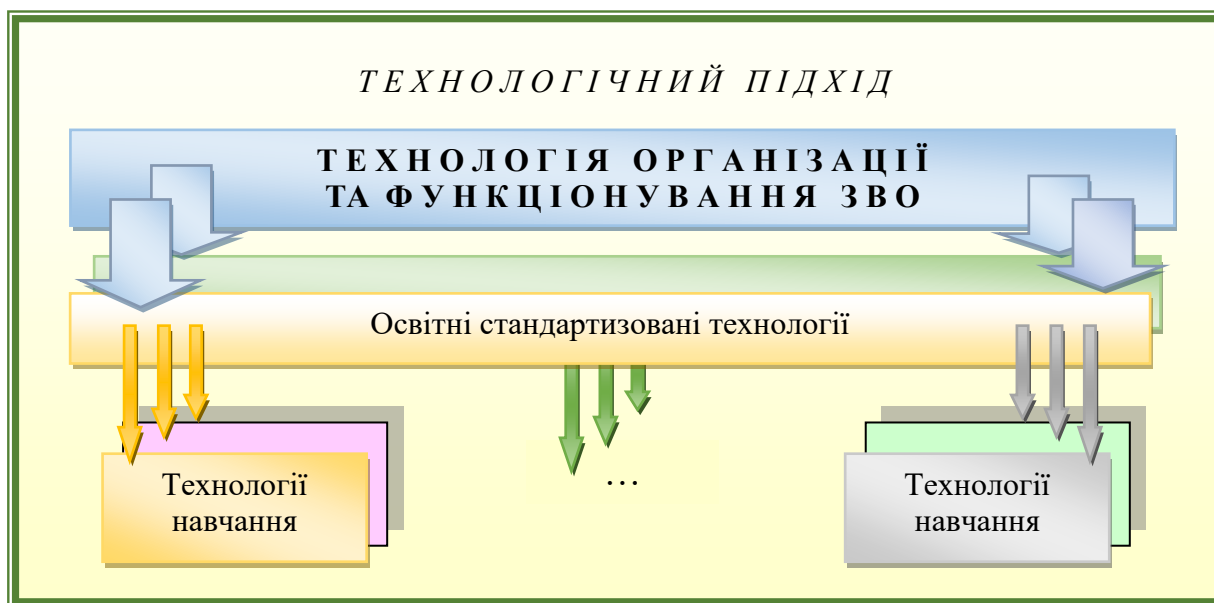 ТЕХНОЛОГІЧНИЙ ПІДХІД
ТЕХНОЛОГІЯ ОРГАНІЗАЦІЇ
ТА ФУНКЦІОНУВАННЯ ЗВО
Освітні стандартизовані технології
Технології
навчання
…
Технології
навчання